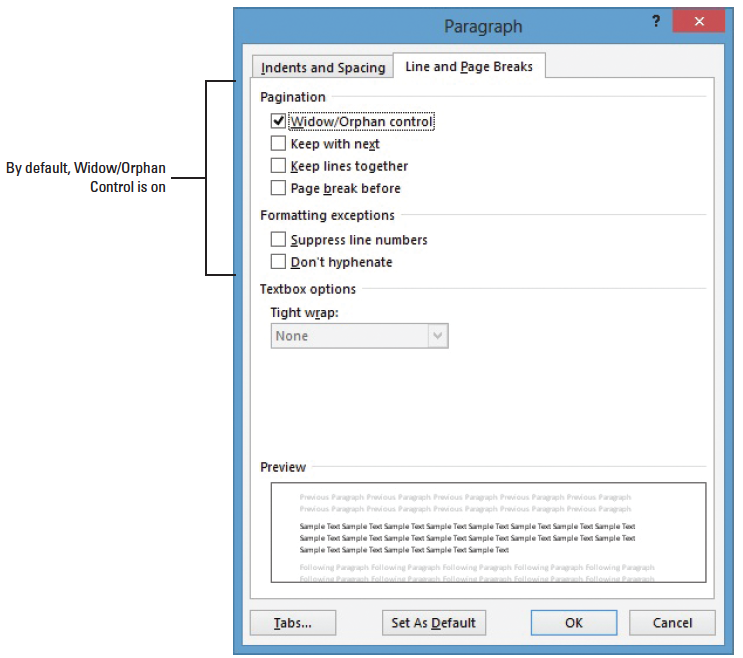 Paragraph
?
Indents and Spacing
Line and Page Breaks
Pagination
Widow/Orphan control
Keep with next
Keep lines together
Page break before
By default, Widow/Orphan
Control is on
Formatting exceptions
Suppress line numbers
Don't hyphenate
Textbox options
Tight wrap:
None
Preview
Previous Paragraph Previous Paragraph Previous Paragraph Previous Paragraph Previous Paragraph
Previous Paragraph Previous Paragraph Previous Paragraph Previous Paragraph Previous Paragraph
Sample Text Sample Text Sample Text Sample Text Sample Text Sample Text Sample Text Sample Text
Sample Text Sample Text Sample Text Sample Text Sample Text Sample Text Sample Text Sample Text
Sample Text Sample Text Sample Text Sample Text Sample Text
Following Paragraph Following Paragraph Following Paragraph Following Paragraph Following Paragraph
Following Paragraph Following Paragraph Following Paragraph Following Paragraph Following Paragraph
Tabs...
Set As Default
OK
Cancel